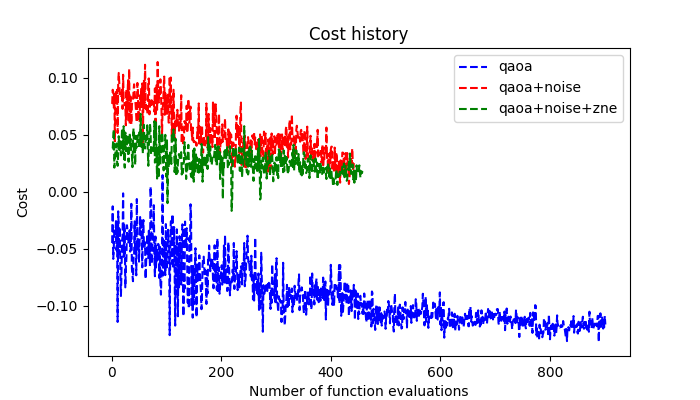 Cost history
qaoa
qaoa+noise
qaoa+noise+zne
0.10
0.05
0.00
−0.05
−0.10
Cost
0 200 400 600 800
Number of function evaluations